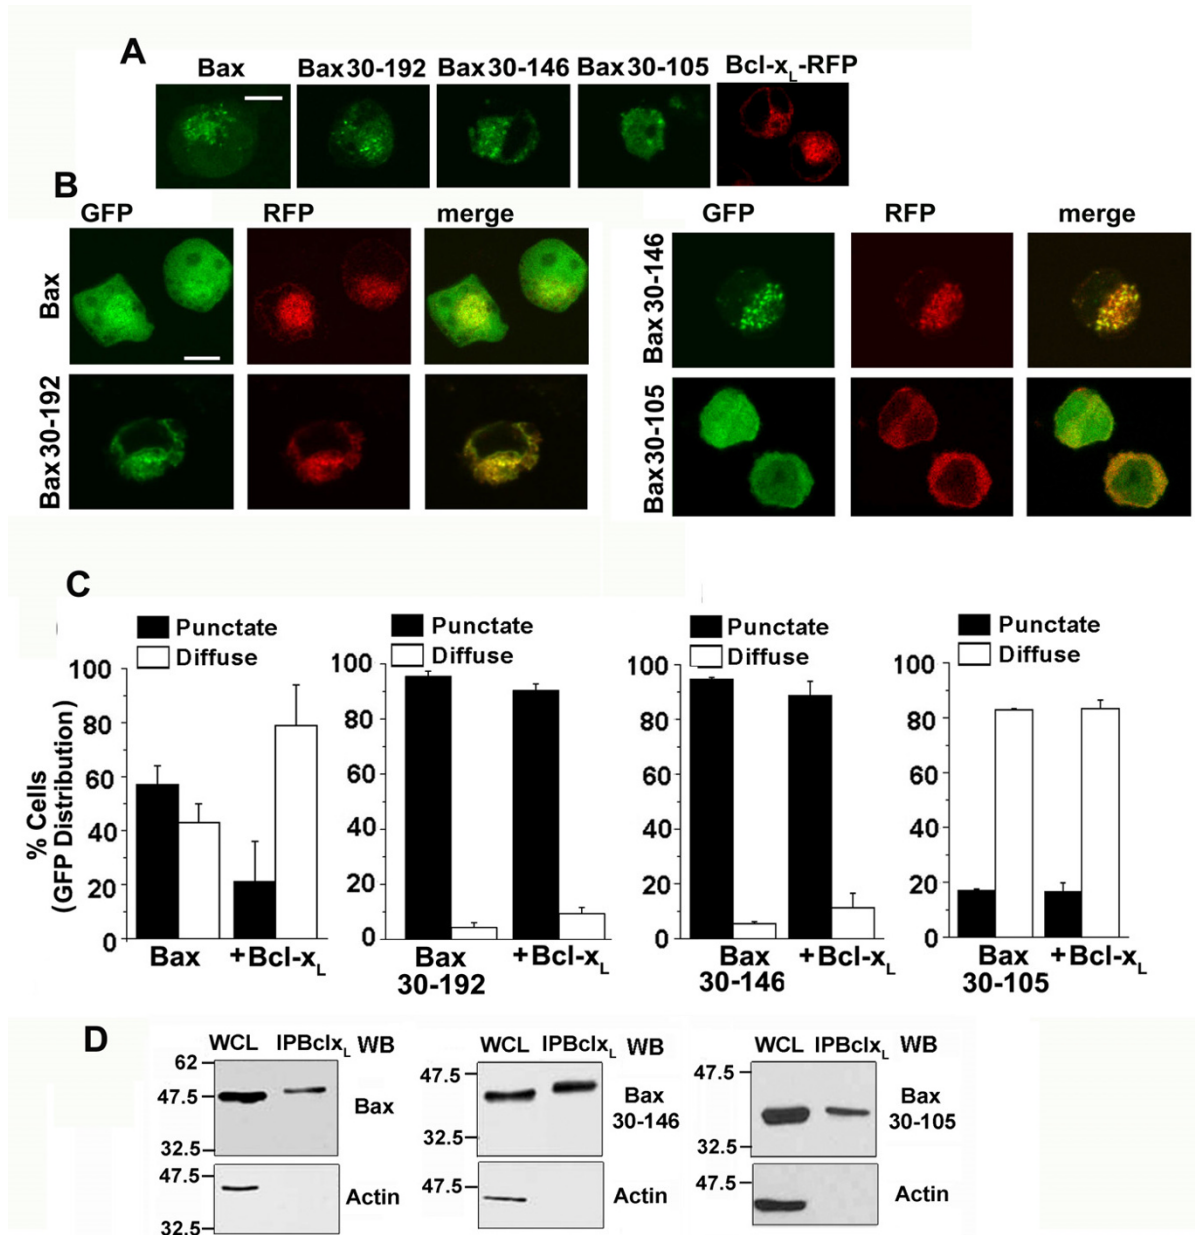 A
Bax Bax 30-192 Bax 30-146 Bax 30-105 Bcl-xL-RFP
B
GFP RFP merge
Bax
Bax 30-192
GFP RFP merge
Bax 30-146
Bax 30-105
C
% Cells
(GFP Distribution)
Punctate
Diffuse
100
80
60
40
20
0
Bax +Bcl-xL
Punctate
Diffuse
100
80
60
40
20
0
Bax +Bcl-xL
30-192
Punctate
Diffuse
100
80
60
40
20
0
Bax +Bcl-xL
30-146
Punctate
Diffuse
100
80
60
40
20
0
Bax +Bcl-xL
30-105
D
WCL IPBclxL WB
62
47.5
32.5
Bax
47.5
32.5
Actin
WCL IPBclxL WB
47.5
32.5
Bax
30-146
47.5
Actin
WCL IPBclxL WB
47.5
32.5
Bax
30-105
47.5
Actin